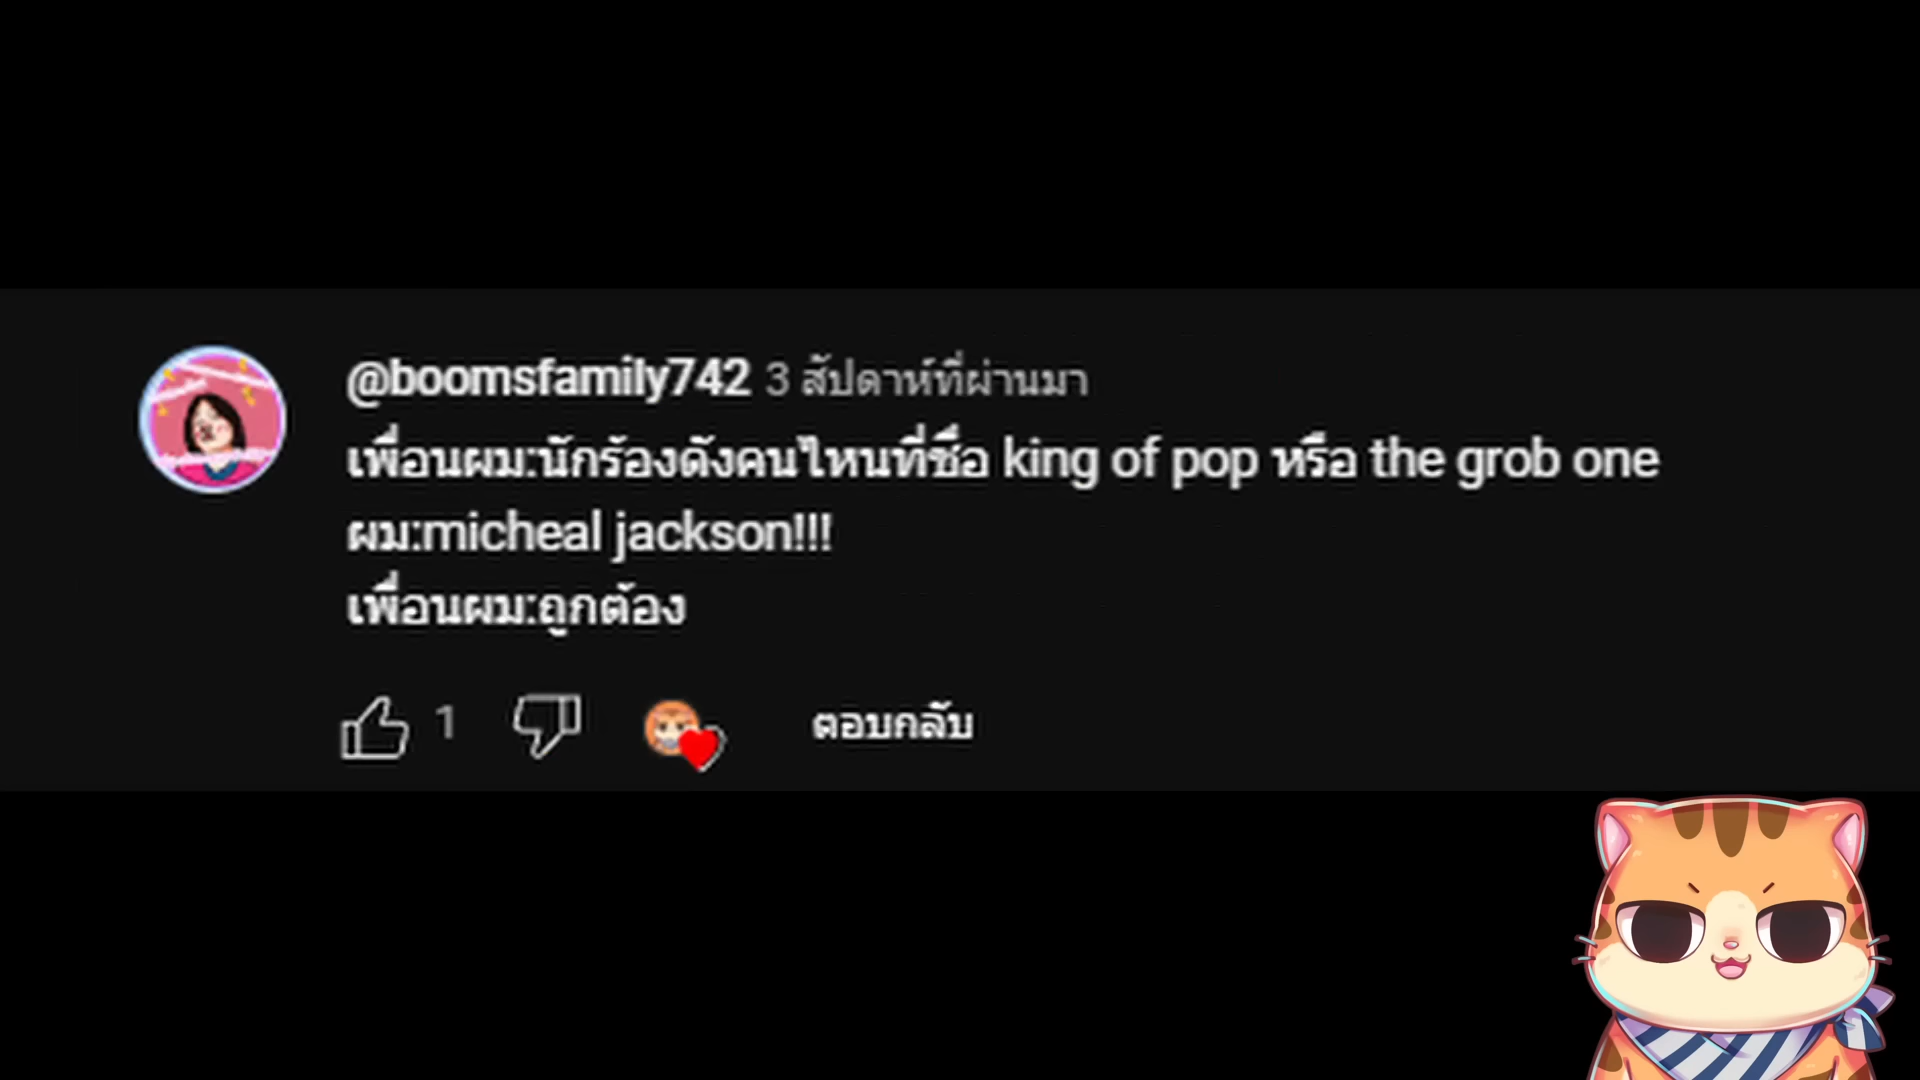 @boomsfamily742 3 สัปดาห์ที่ผ่านมา
เพื่อนผม:นักร้องดังคนไหนที่ชื่อ king of pop หรือ the grob one
ผม:micheal jackson!!!
เพื่อนผม:ถูกต้อง
1 ตอบกลับ